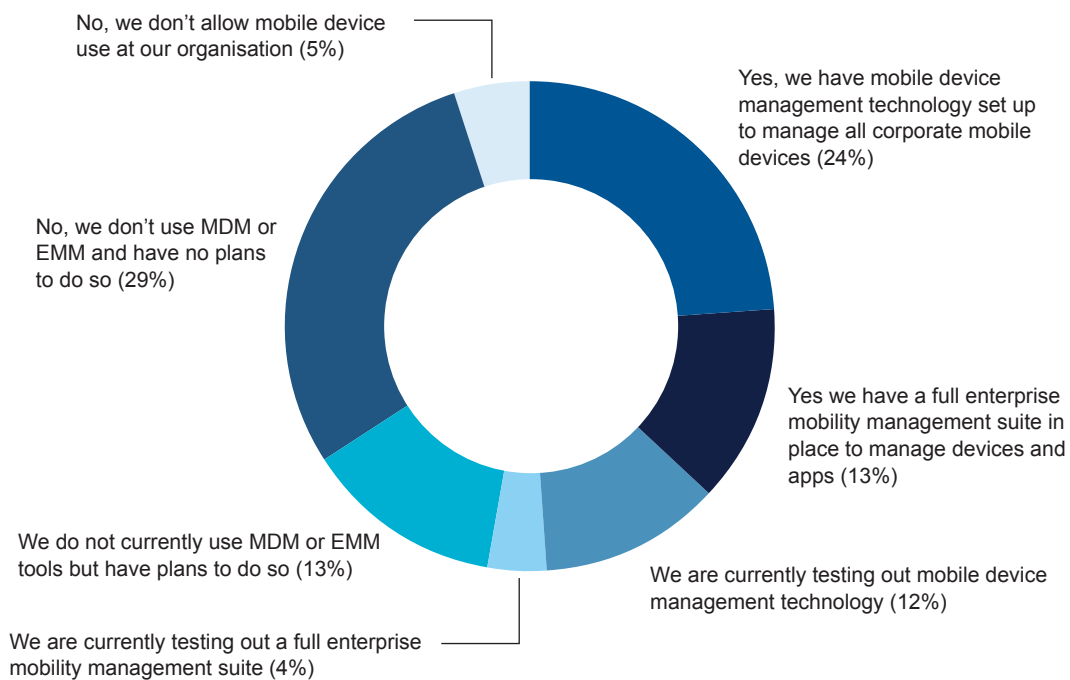 No, we don’t allow mobile device
use at our organisation (5%)
Yes, we have mobile device
management technology set up
to manage all corporate mobile
devices (24%)
No, we don’t use MDM or
EMM and have no plans
to do so (29%)
Yes we have a full enterprise
mobility management suite in
place to manage devices and
apps (13%)
We do not currently use MDM or EMM
tools but have plans to do so (13%)
We are currently testing out mobile device
management technology (12%)
We are currently testing out a full enterprise
mobility management suite (4%)